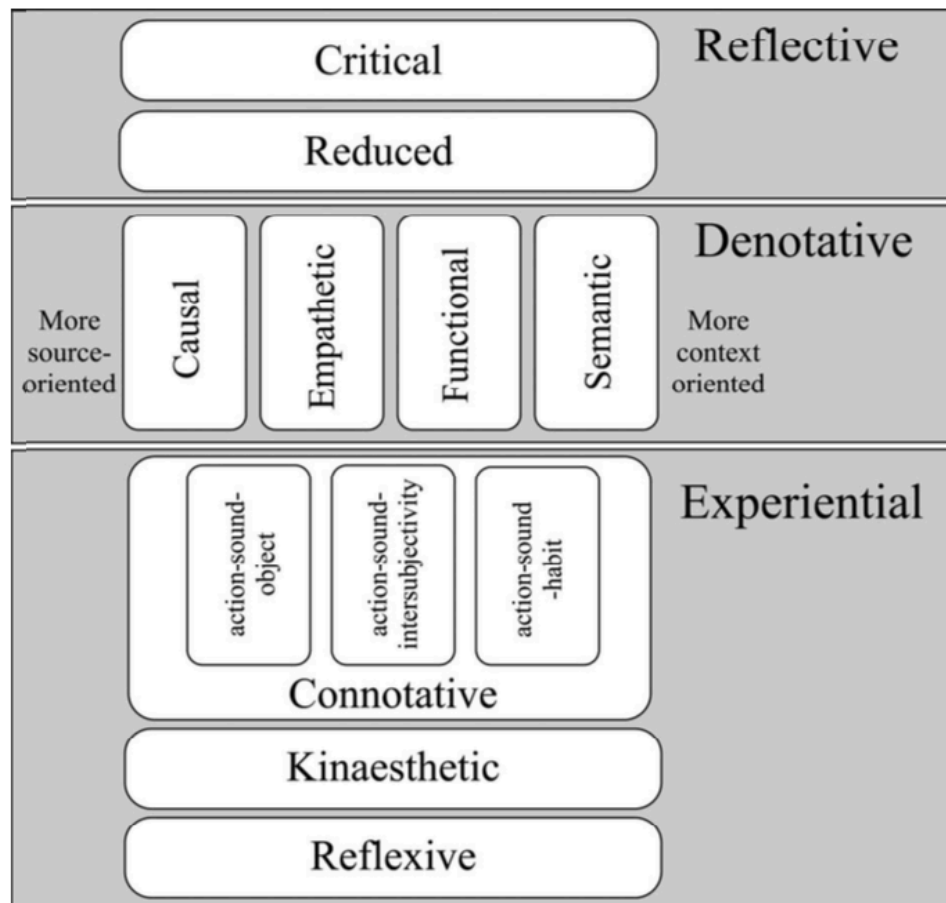 Reflective
Critical
Reduced
Denotative
More
source-
oriented
Causal
Empathetic
Functional
Semantic
More
context
oriented
Experiential
action-sound-
object
action-sound-
intersubjectivity
action-sound
-habit
Connotative
Kinaesthetic
Reflexive